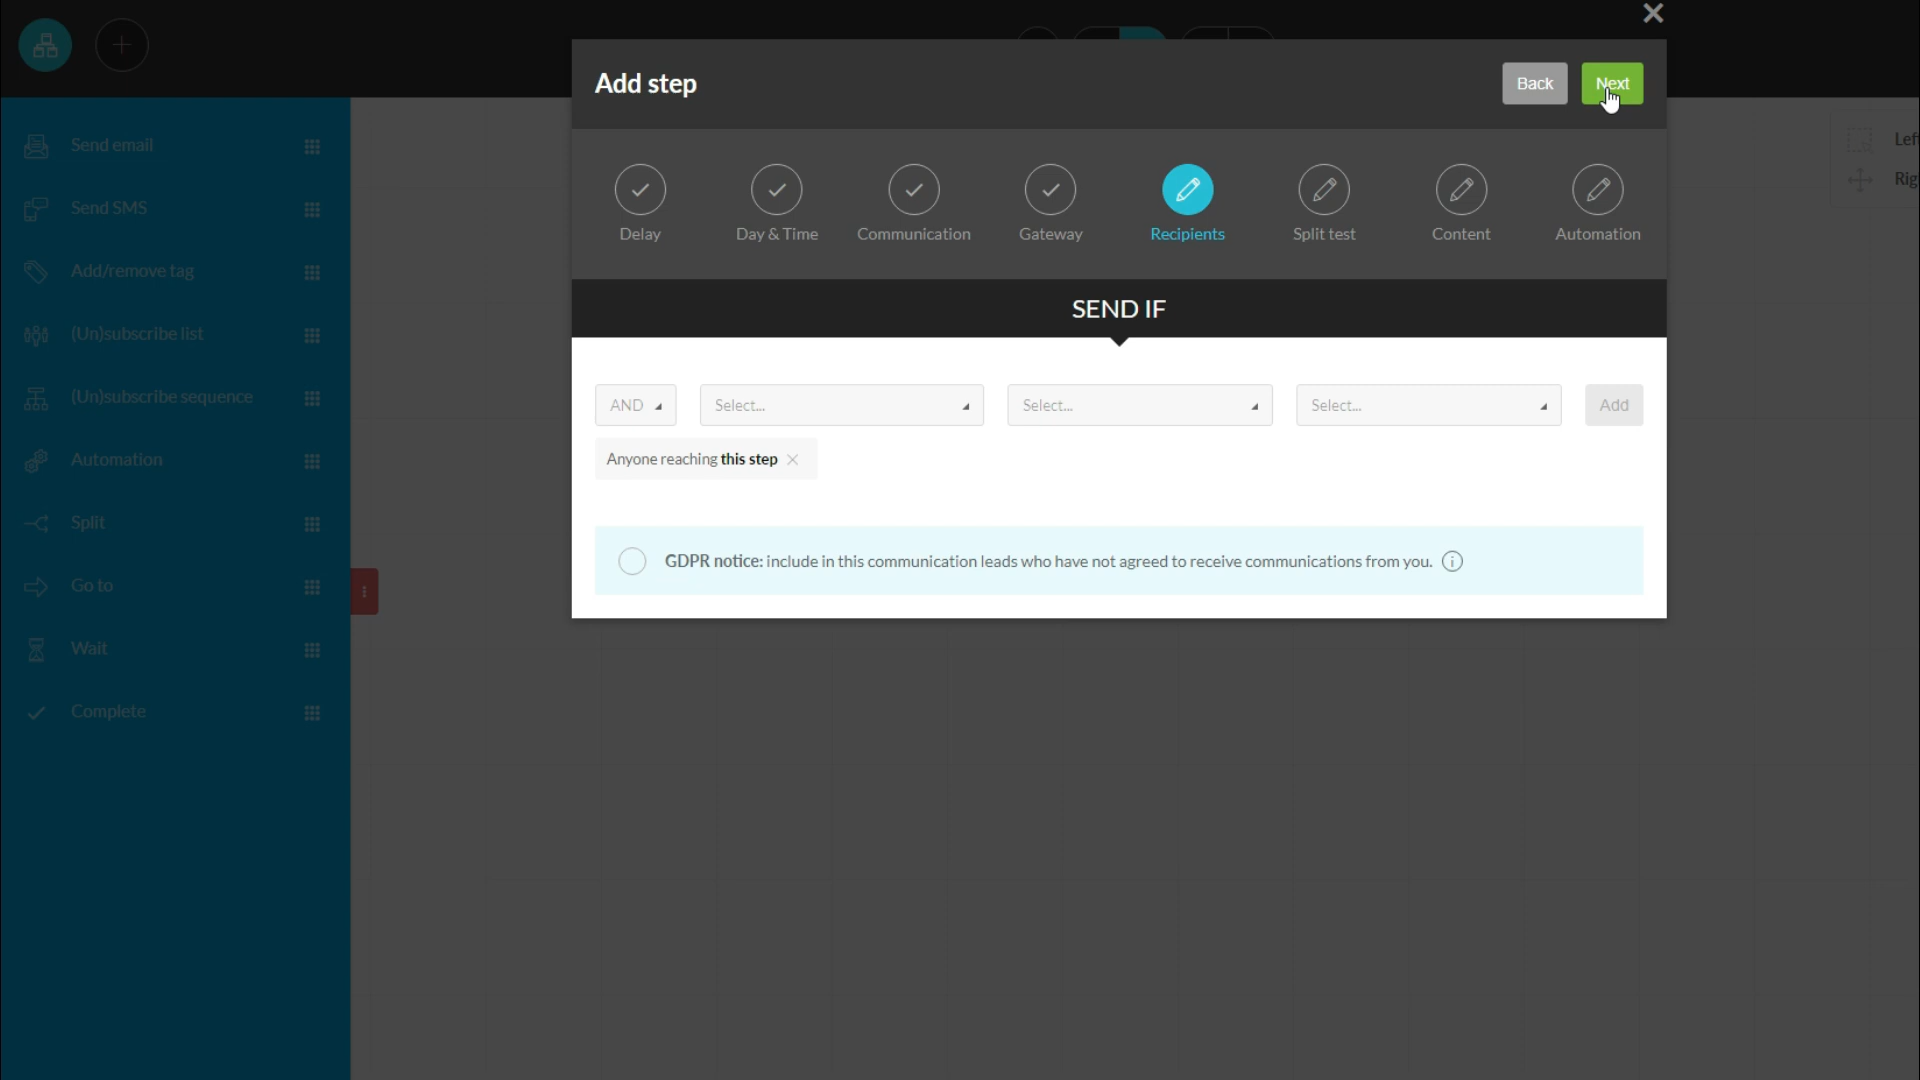 Add step
Back
Next
Send email
Send SMS
Add/remove tag
(Un)subscribe list
(Un)subscribe sequence
Automation
Split
Go to
Wait
Complete
Delay
Day & Time
Communication
Gateway
Recipients
Split test
Content
Automation
SEND IF
AND
Select...
Select...
Select...
Add
Anyone reaching this step
GDPR notice: include in this communication leads who have not agreed to receive communications from you.